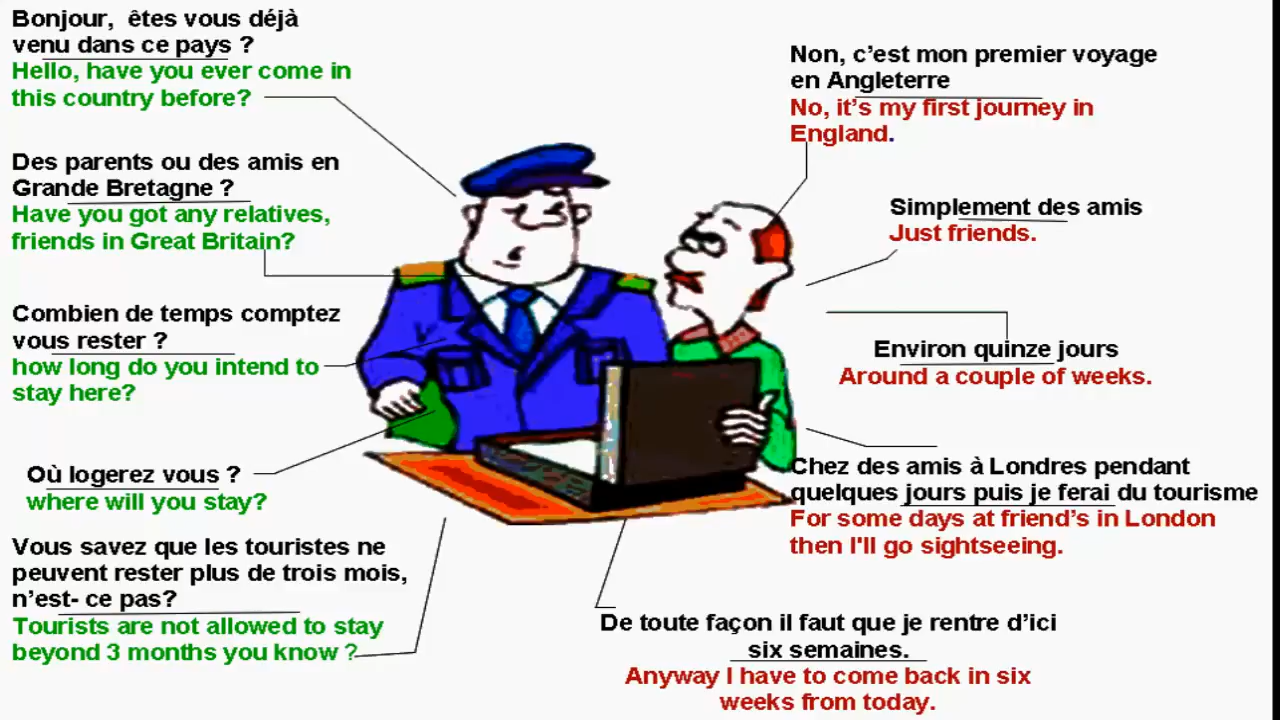 Bonjour, êtes vous déjà
venu dans ce pays ?
Hello, have you ever come in
this country before?
Non, c’est mon premier voyage
en Angleterre
No, it’s my first journey in
England.
Des parents ou des amis en
Grande Bretagne ?
Have you got any relatives,
friends in Great Britain?
Simplement des amis
Just friends.
Combien de temps comptez
vous rester ?
how long do you intend to
stay here?
Environ quinze jours
Around a couple of weeks.
Où logerez vous ?
where will you stay?
Chez des amis à Londres pendant
quelques jours puis je ferai du tourisme
For some days at friend’s in London
then I'll go sightseeing.
Vous savez que les touristes ne
peuvent rester plus de trois mois,
n’est- ce pas?
Tourists are not allowed to stay
beyond 3 months you know ?
De toute façon il faut que je rentre d’ici
six semaines.
Anyway I have to come back in six
weeks from today.